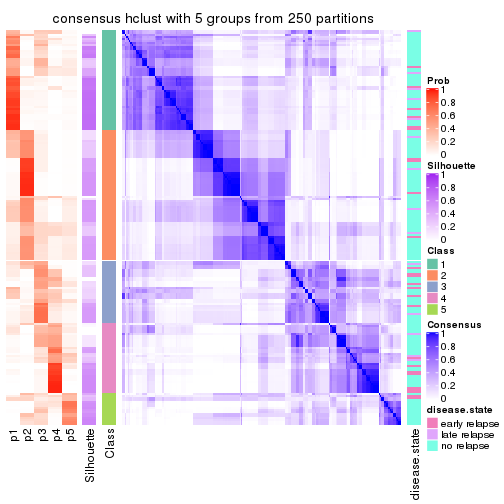 consensus hclust with 5 groups from 250 partitions
Prob
1
0.8
0.6
0.4
0.2
0
Silhouette
1
0.8
0.6
0.4
0.2
0
Class
1
2
3
4
5
Consensus
1
0.8
0.6
0.4
0.2
0
disease.state
early relapse
late relapse
no relapse
p1
p2
p3
p4
p5
Silhouette
Class
disease.state